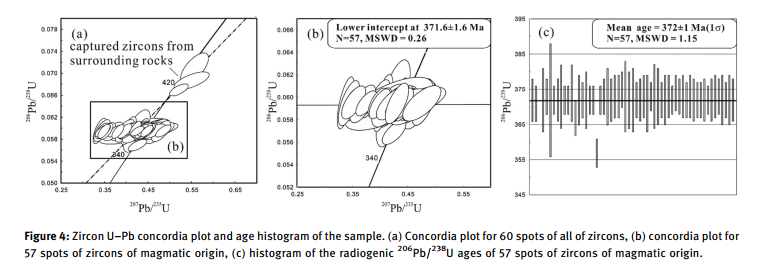 (a)
captured zircons from
surrounding rocks
420
340
(b)
0.078
0.074
0.070
0.066
0.062
0.058
0.054
0.050
0.25
0.45
0.65
206Pb/238U
207Pb/235U
(b)
Lower intercept at 371.6±1.6 Ma
N=57, MSWD = 0.26
340
0.066
0.064
0.062
0.060
0.058
0.056
0.054
0.052
0.25
0.35
0.45
0.55
206Pb/238U
207Pb/235U
(c)
Mean age = 372±1 Ma(1σ)
N=57, MSWD = 1.15
395
385
375
365
355
345
206Pb/238U
Figure 4: Zircon U–Pb concordia plot and age histogram of the sample. (a) Concordia plot for 60 spots of all of zircons, (b) concordia plot for
57 spots of zircons of magmatic origin, (c) histogram of the radiogenic 206Pb/238U ages of 57 spots of zircons of magmatic origin.